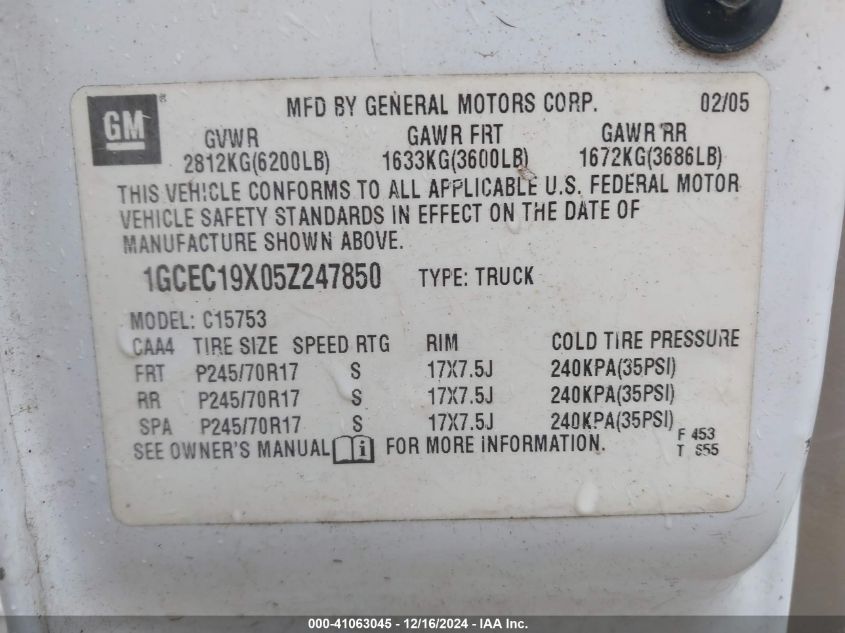 GM® MFD BY GENERAL MOTORS CORP. 02/05
GVWR GAWR FRT GAWR RR
2812KG(6200LB) 1633KG(3600LB) 1672KG(3686LB)
THIS VEHICLE CONFORMS TO ALL APPLICABLE U.S. FEDERAL MOTOR
VEHICLE SAFETY STANDARDS IN EFFECT ON THE DATE OF
MANUFACTURE SHOWN ABOVE.
1GCEC19X05Z247850 TYPE: TRUCK
MODEL: C15753
CAA4 TIRE SIZE SPEED RTG RIM COLD TIRE PRESSURE
FRT P245/70R17 S 17X7.5J 240KPA(35PSI)
RR P245/70R17 S 17X7.5J 240KPA(35PSI)
SPA P245/70R17 S 17X7.5J 240KPA(35PSI)
SEE OWNER'S MANUAL i FOR MORE INFORMATION.
F 453
T
000-41063045 - 12/16/2024 - IAA Inc.